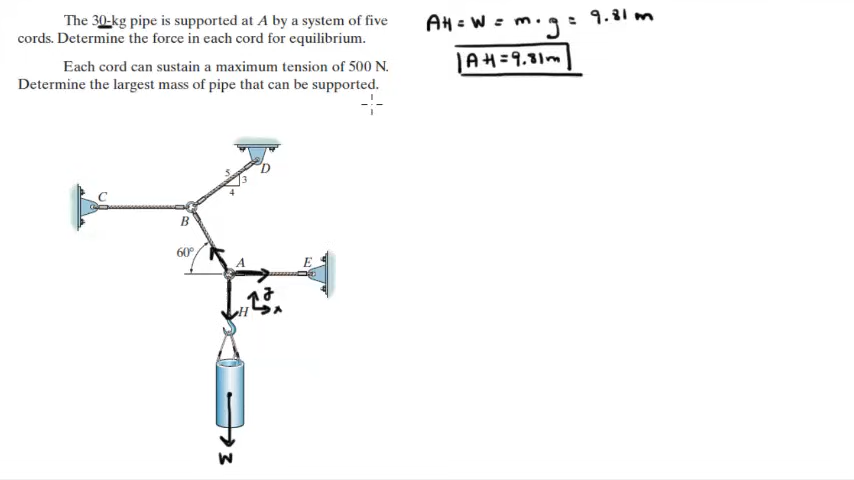 The 30-kg pipe is supported at A by a system of five
cords. Determine the force in each cord for equilibrium.
Each cord can sustain a maximum tension of 500 N.
Determine the largest mass of pipe that can be supported.
AH = W = m · g = 9.81 m
AH = 9.81m
D
5
3
4
C
B
60°
A
E
y
H
x
W